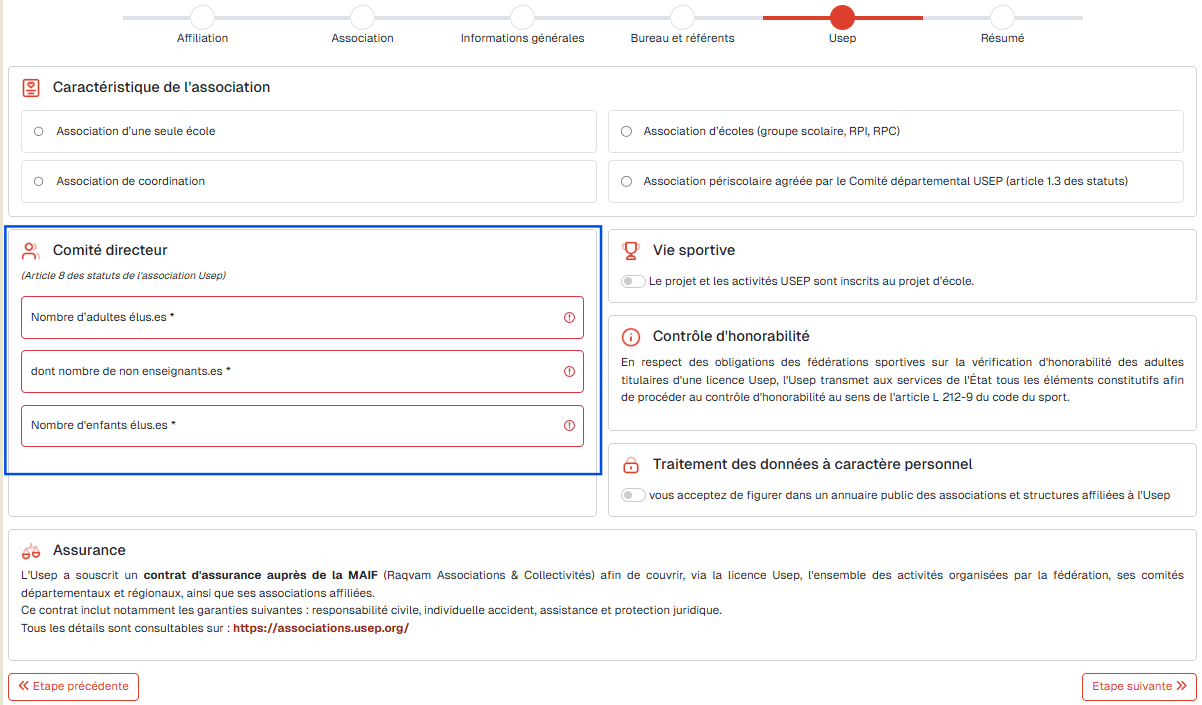 Affiliation
Association
Informations générales
Bureau et référents
Usep
Résumé
Caractéristique de l'association
Association d'une seule école
Association d'écoles (groupe scolaire, RPI, RPC)
Association de coordination
Association périscolaire agréée par le Comité départemental USEP (article 1.3 des statuts)
Comité directeur
(Article 8 des statuts de l'association Usep)
Nombre d'adultes élus.es *
dont nombre de non enseignants.es *
Nombre d'enfants élus.es *
Vie sportive
Le projet et les activités USEP sont inscrits au projet d'école.
Contrôle d'honorabilité
En respect des obligations des fédérations sportives sur la vérification d'honorabilité des adultes
titulaires d'une licence Usep, l'Usep transmet aux services de l'État tous les éléments constitutifs afin
de procéder au contrôle d'honorabilité au sens de l'article L 212-9 du code du sport.
Traitement des données à caractère personnel
vous acceptez de figurer dans un annuaire public des associations et structures affiliées à l'Usep
Assurance
L'Usep a souscrit un contrat d'assurance auprès de la MAIF (Raqvam Associations & Collectivités) afin de couvrir, via la licence Usep, l'ensemble des activités organisées par la fédération, ses comités
départementaux et régionaux, ainsi que ses associations affiliées.
Ce contrat inclut notamment les garanties suivantes : responsabilité civile, individuelle accident, assistance et protection juridique.
Tous les détails sont consultables sur : https://associations.usep.org/
Etape précédente
Etape suivante